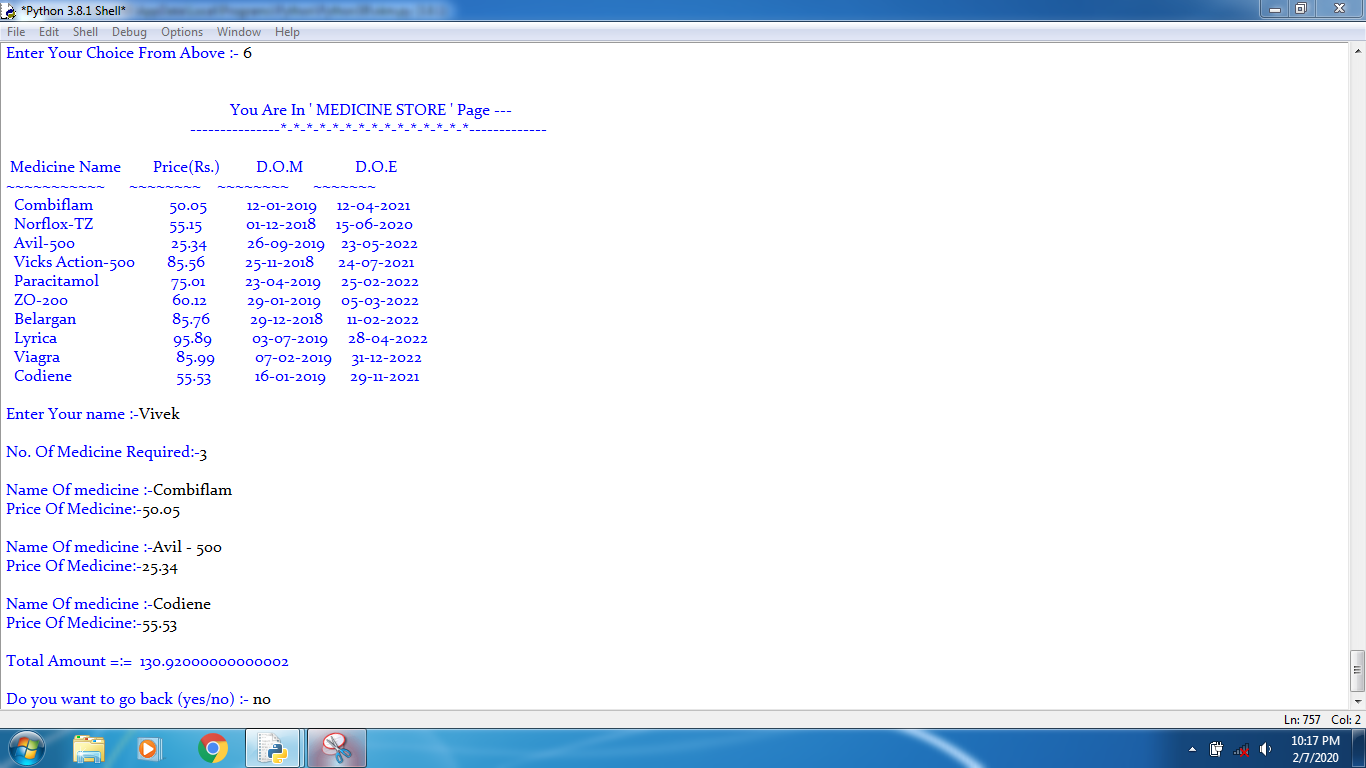 *Python 3.8.1 Shell*
File Edit Shell Debug Options Window Help
Enter Your Choice From Above :- 6
You Are In ' MEDICINE STORE ' Page ---
---------------*-*-*-*-*-*-*-*-*-*-*-*-*-*-*-------------
Medicine Name Price(Rs.) D.O.M D.O.E
~~~~~~~~~~~ ~~~~~~~~ ~~~~~~~~ ~~~~~~~
Combiflam 50.05 12-01-2019 12-04-2021
Norflox-TZ 55.15 01-12-2018 15-06-2020
Avil-500 25.34 26-09-2019 23-05-2022
Vicks Action-500 85.56 25-11-2018 24-07-2021
Paracitamol 75.01 23-04-2019 25-02-2022
ZO-200 60.12 29-01-2019 05-03-2022
Belargan 85.76 29-12-2018 11-02-2022
Lyrica 95.89 03-07-2019 28-04-2022
Viagra 85.99 07-02-2019 31-12-2022
Codiene 55.53 16-01-2019 29-11-2021
Enter Your name :-Vivek
No. Of Medicine Required:-3
Name Of medicine :-Combiflam
Price Of Medicine:-50.05
Name Of medicine :-Avil - 500
Price Of Medicine:-25.34
Name Of medicine :-Codiene
Price Of Medicine:-55.53
Total Amount =:= 130.92000000000002
Do you want to go back (yes/no) :- no
Ln: 757 Col: 2
10:17 PM
2/7/2020